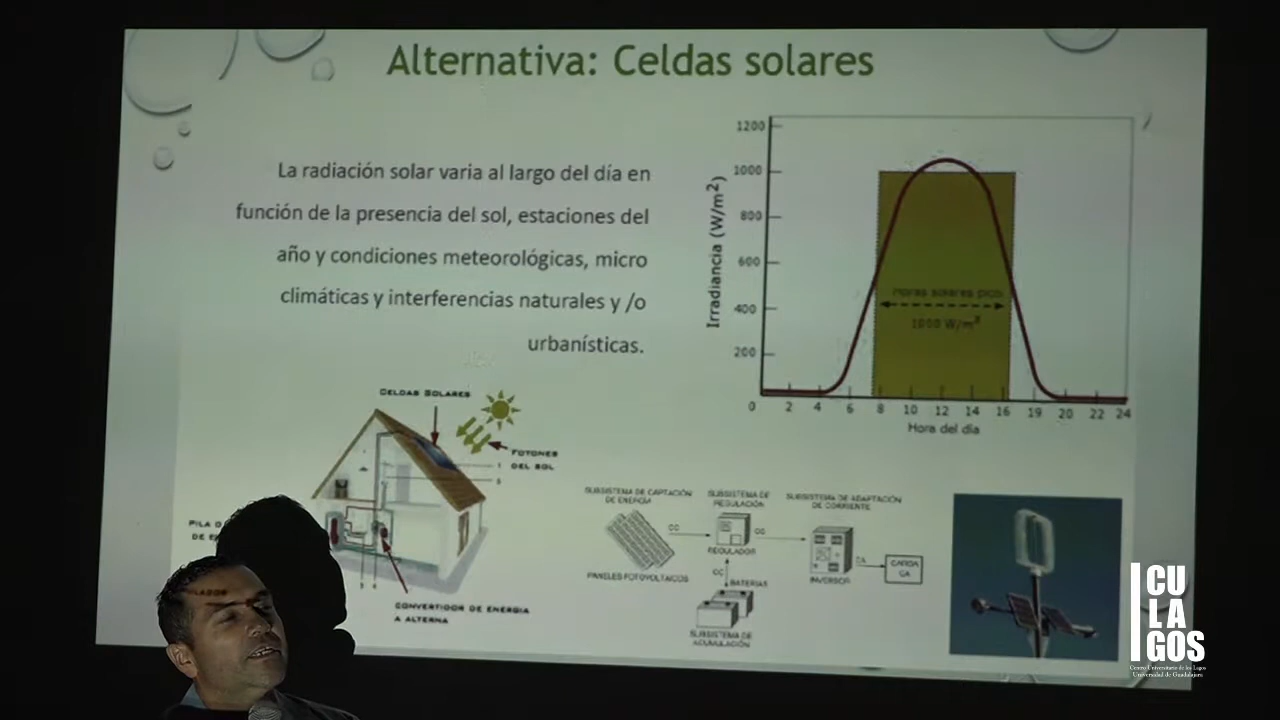 Alternativa: Celdas solares
La radiación solar varia al largo del día en
función de la presencia del sol, estaciones del
año y condiciones meteorológicas, micro
climáticas y interferencias naturales y /o
urbanísticas.
1200
1000
800
600
400
200
Irradiancia (W/m²)
Horas solares pico
1000 W/m²
0 2 4 6 8 10 12 14 16 19 20 22 24
Hora del día
CELDAS SOLARES
FOTONES
DEL SOL
PILA O
CONVERTIDOR DE ENERGIA
A ALTERNA
SUBSISTEMA DE CAPTACIÓN
DE ENERGÍA
SUBSISTEMA DE
REGULACIÓN
SUBSISTEMA DE ADAPTACIÓN
DE CORRIENTE
CC
CC
REGULADOR
PANELES FOTOVOLTAICOS
CC
BATERÍAS
INVERSOR
CA
CARGA
CA
SUBSISTEMA DE
ACUMULACIÓN
CU
LA
GOS
Centro Universitario de los Lagos
Universidad de Guadalajara